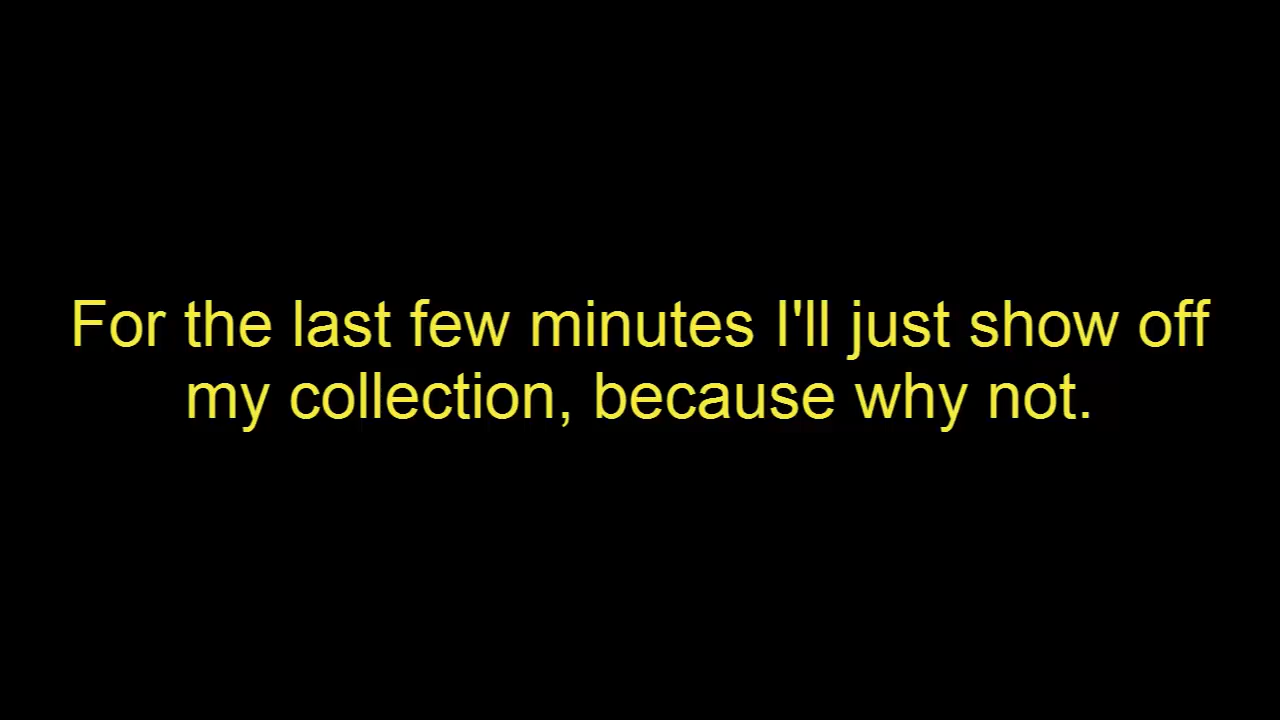 For the last few minutes I'll just show off
my collection, because why not.